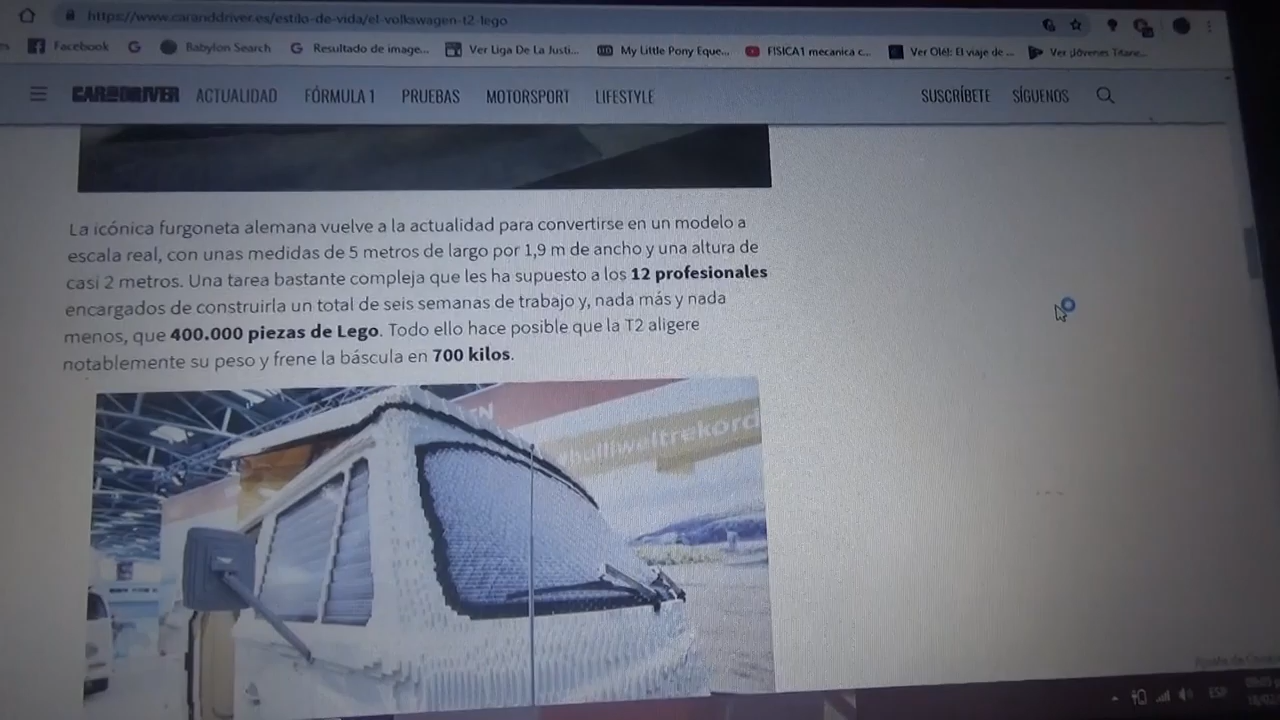 https://www.caranddriver.es/estilo-de-vida/el-volkswagen-t2-lego
Facebook
Babylon Search
Resultado de image...
Ver Liga De La Justi...
My Little Pony Eque...
FISICA1 mecanica c...
Ver Olé!: El viaje de ...
Ver ¡Jóvenes Titane...
CAR AND DRIVER ACTUALIDAD FÓRMULA 1 PRUEBAS MOTORSPORT LIFESTYLE SUSCRÍBETE SÍGUENOS
La icónica furgoneta alemana vuelve a la actualidad para convertirse en un modelo a
escala real, con unas medidas de 5 metros de largo por 1,9 m de ancho y una altura de
casi 2 metros. Una tarea bastante compleja que les ha supuesto a los 12 profesionales
encargados de construirla un total de seis semanas de trabajo y, nada más y nada
menos, que 400.000 piezas de Lego. Todo ello hace posible que la T2 aligere
notablemente su peso y frene la báscula en 700 kilos.
#bulliweltrekord
ESP